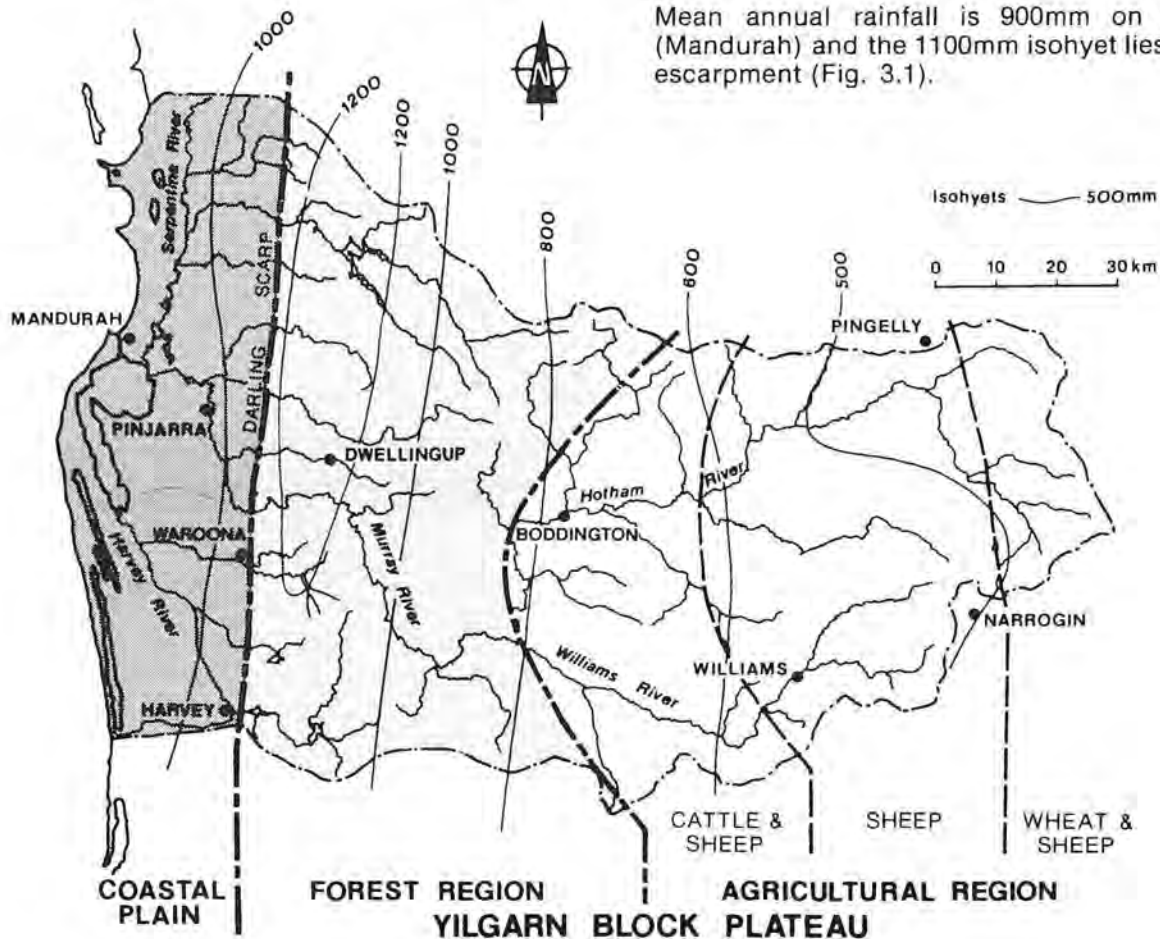 Mean annual rainfall is 900mm on
(Mandurah) and the 1100mm isohyet lies
escarpment (Fig. 3.1).
N
1000
1200
1200
1000
800
600
500
Isohyets 500mm
0 10 20 30 km
Serpentine River
DARLING SCARP
MANDURAH
PINJARRA
DWELLINGUP
WAROONA
Harvey River
Murray River
HARVEY
PINGELLY
Hotham River
BODDINGTON
Williams River
WILLIAMS
NARROGIN
CATTLE &
SHEEP
SHEEP
WHEAT &
SHEEP
COASTAL
PLAIN
FOREST REGION
AGRICULTURAL REGION
YILGARN BLOCK PLATEAU